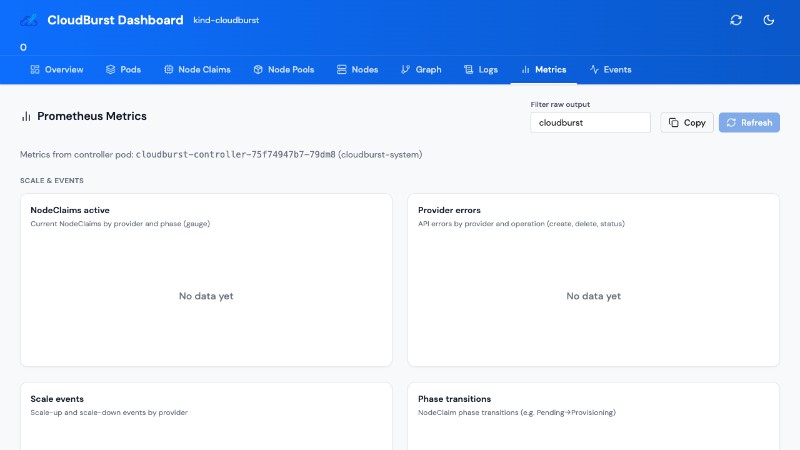 CloudBurst Dashboard kind-cloudburst
0
Overview Pods Node Claims Node Pools Nodes Graph Logs Metrics Events
Filter raw output
Prometheus Metrics
cloudburst Copy Refresh
Metrics from controller pod: cloudburst-controller-75f74947b7-79dm8 (cloudburst-system)
SCALE & EVENTS
NodeClaims active
Current NodeClaims by provider and phase (gauge)
No data yet
Provider errors
API errors by provider and operation (create, delete, status)
No data yet
Scale events
Scale-up and scale-down events by provider
Phase transitions
NodeClaim phase transitions (e.g. Pending→Provisioning)